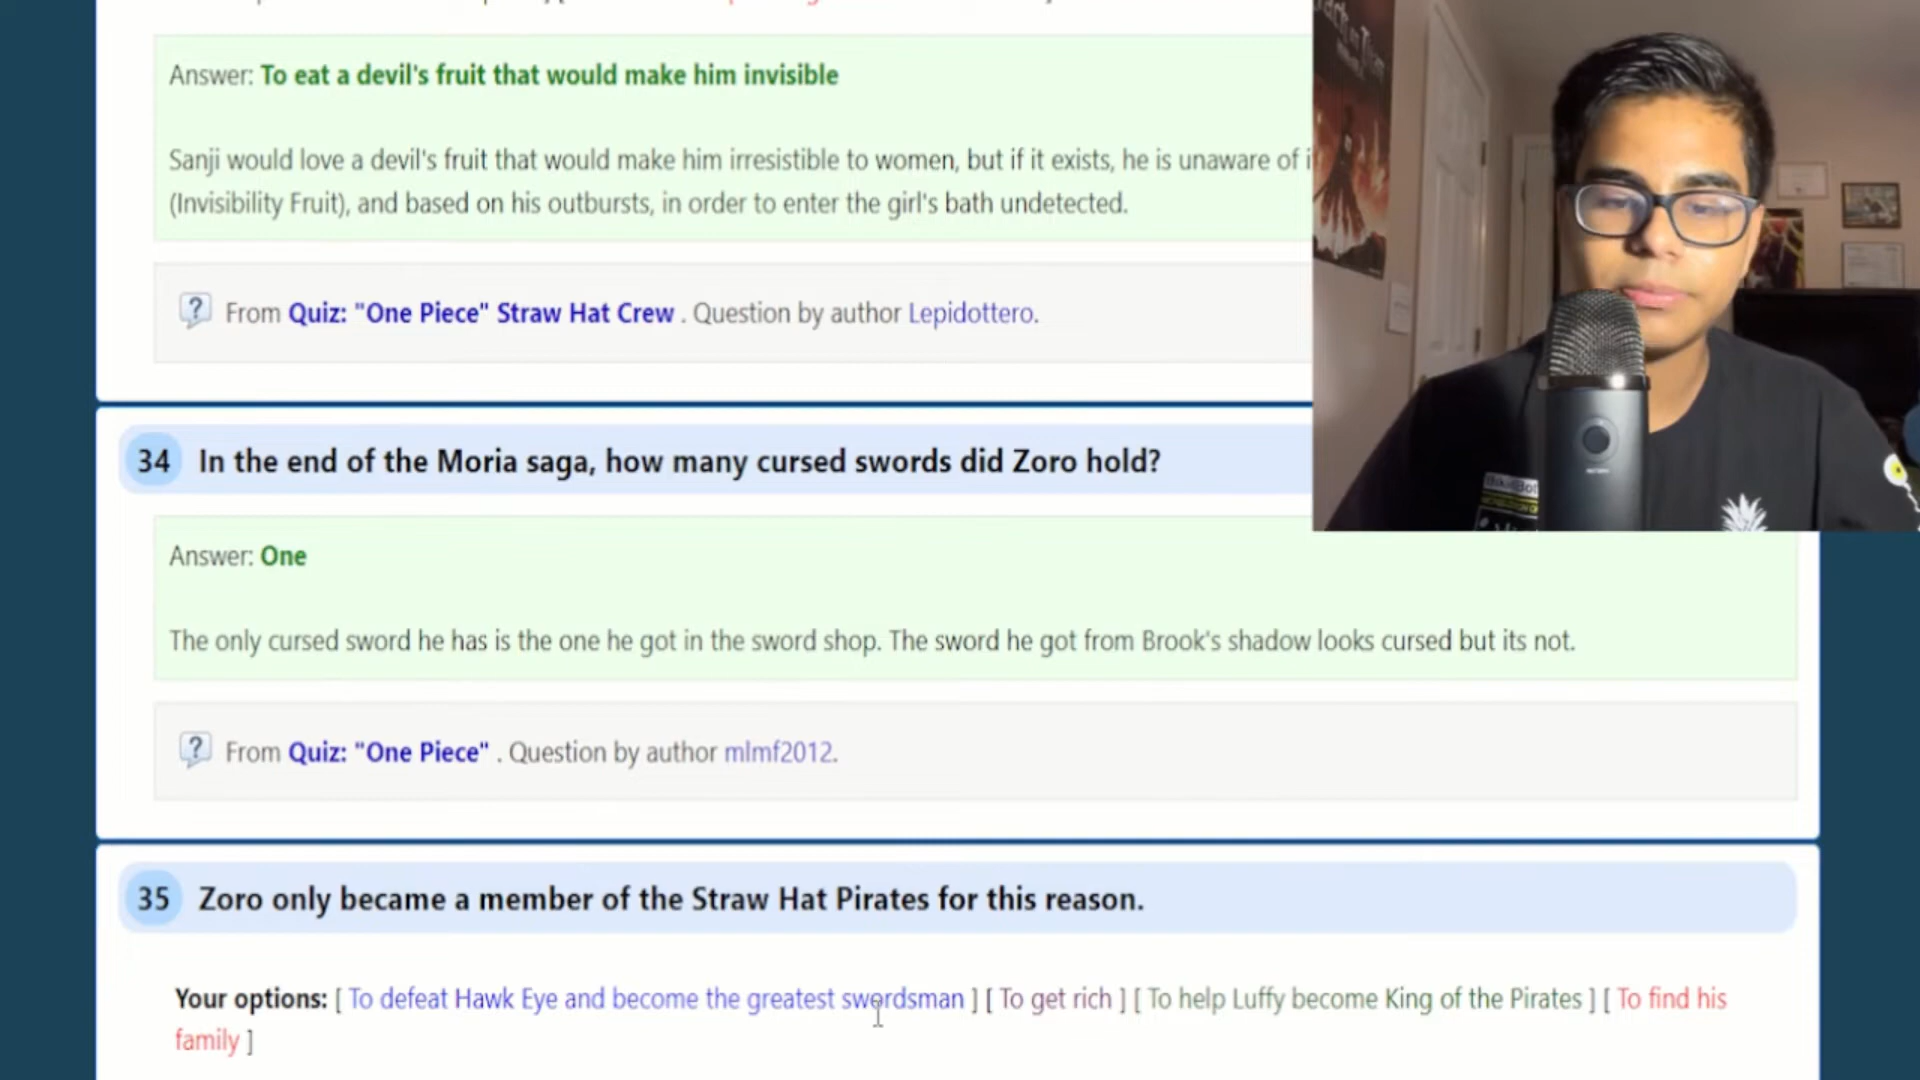 Answer: To eat a devil's fruit that would make him invisible
Sanji would love a devil's fruit that would make him irresistible to women, but if it exists, he is unaware of i
(Invisibility Fruit), and based on his outbursts, in order to enter the girl's bath undetected.
From Quiz: "One Piece" Straw Hat Crew . Question by author Lepidottero.
34 In the end of the Moria saga, how many cursed swords did Zoro hold?
Answer: One
The only cursed sword he has is the one he got in the sword shop. The sword he got from Brook's shadow looks cursed but its not.
From Quiz: "One Piece" . Question by author mlmf2012.
35 Zoro only became a member of the Straw Hat Pirates for this reason.
Your options: [ To defeat Hawk Eye and become the greatest swordsman ] [ To get rich ] [ To help Luffy become King of the Pirates ] [ To find his
family ]